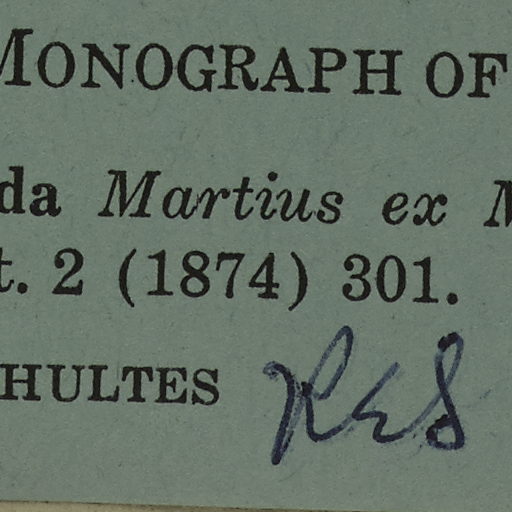 MONOGRAPH OF
da Martius ex M
t. 2 (1874) 301.
HULTES RES